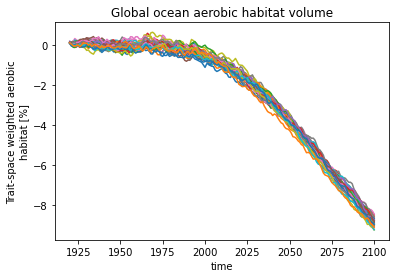 Global ocean aerobic habitat volume
Trait-space weighted aerobic
habitat [%]
0
−2
−4
−6
−8
1925 1950 1975 2000 2025 2050 2075 2100
time